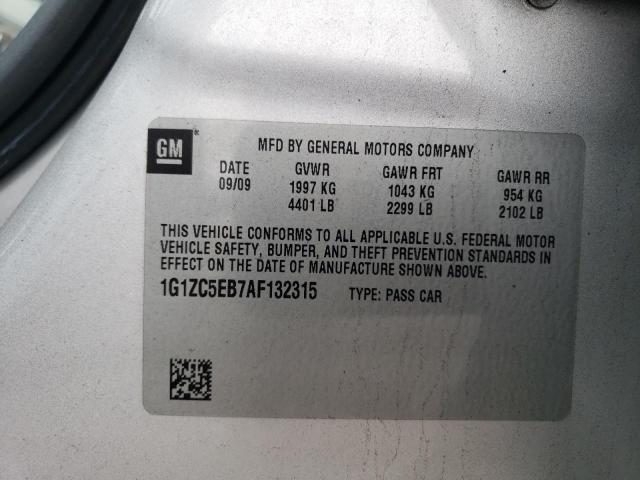 GM
MFD BY GENERAL MOTORS COMPANY
DATE GVWR GAWR FRT GAWR RR
09/09 1997 KG 1043 KG 954 KG
4401 LB 2299 LB 2102 LB
THIS VEHICLE CONFORMS TO ALL APPLICABLE U.S. FEDERAL MOTOR
VEHICLE SAFETY, BUMPER, AND THEFT PREVENTION STANDARDS IN
EFFECT ON THE DATE OF MANUFACTURE SHOWN ABOVE.
1G1ZC5EB7AF132315 TYPE: PASS CAR